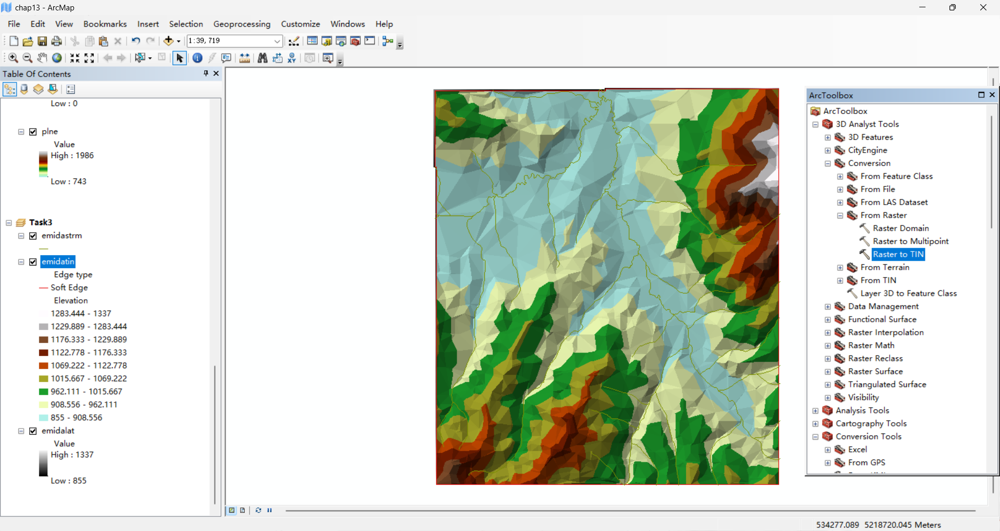 chap13 - ArcMap
File Edit View Bookmarks Insert Selection Geoprocessing Customize Windows Help
1:39,719
Table Of Contents
Low : 0
plne
Value
High : 1986
Low : 743
Task3
emidastrm
emidatin
Edge type
Soft Edge
Elevation
1283.444 - 1337
1229.889 - 1283.444
1176.333 - 1229.889
1122.778 - 1176.333
1069.222 - 1122.778
1015.667 - 1069.222
962.111 - 1015.667
908.556 - 962.111
855 - 908.556
emidalat
Value
High : 1337
Low : 855
ArcToolbox
ArcToolbox
3D Analyst Tools
3D Features
CityEngine
Conversion
From Feature Class
From File
From LAS Dataset
From Raster
Raster Domain
Raster to Multipoint
Raster to TIN
From Terrain
From TIN
Layer 3D to Feature Class
Data Management
Functional Surface
Raster Interpolation
Raster Math
Raster Reclass
Raster Surface
Triangulated Surface
Visibility
Analysis Tools
Cartography Tools
Conversion Tools
Excel
From GPS
534277.089 5218720.045 Meters